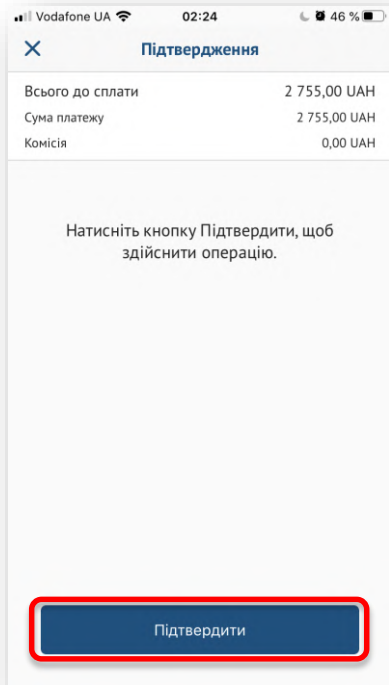 Vodafone UA 02:24 46 %
Підтвердження
Всього до сплати 2 755,00 UAH
Сума платежу 2 755,00 UAH
Комісія 0,00 UAH
Натисніть кнопку Підтвердити, щоб
здійснити операцію.
Підтвердити